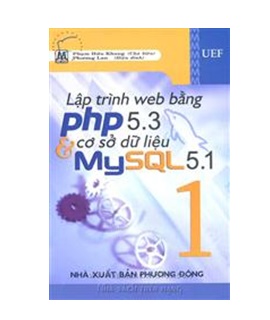 Phạm Hữu Khang (Chủ biên)
Phương Lan (Hiệu đính)
UEF
Lập trình web bằng
php 5.3
& cơ sở dữ liệu
MySQL 5.1
1
NHÀ XUẤT BẢN PHƯƠNG ĐÔNG